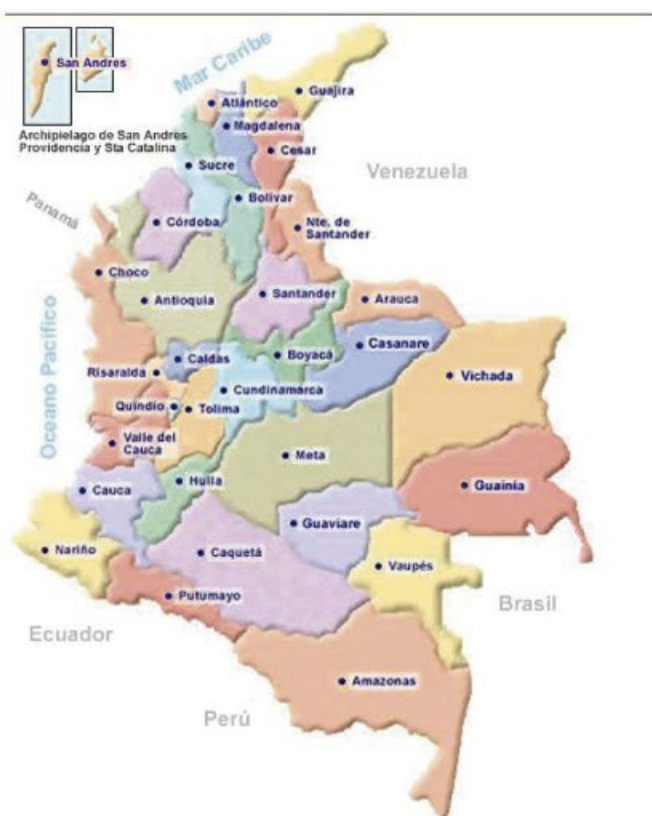 San Andres
Archipielago de San Andres
Providencia y Sta Catalina
Mar Caribe
Guajira
Atlántico
Magdalena
Cesar
Venezuela
Sucre
Bolivar
Panamá
Córdoba
Nte. de
Santander
Choco
Antioquia
Santander
Arauca
Oceano Pacífico
Caldas
Boyacá
Casanare
Risaralda
Cundinamarca
Vichada
Quindio
Tolima
Valle del
Cauca
Meta
Cauca
Hulla
Guainia
Guaviare
Nariño
Caquetá
Vaupés
Putumayo
Brasil
Ecuador
Amazonas
Perú